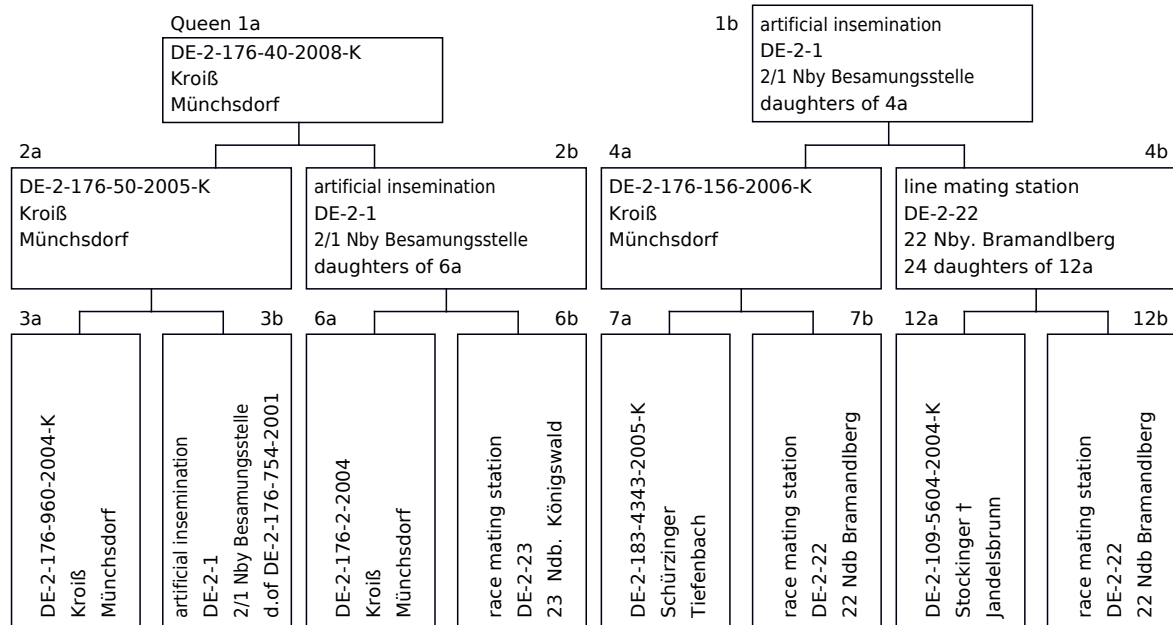 Queen 1a
DE-2-176-40-2008-K
Kroiß
Münchsdorf
1b
artificial insemination
DE-2-1
2/1 Nby Besamungsstelle
daughters of 4a
2a
DE-2-176-50-2005-K
Kroiß
Münchsdorf
2b
artificial insemination
DE-2-1
2/1 Nby Besamungsstelle
daughters of 6a
4a
DE-2-176-156-2006-K
Kroiß
Münchsdorf
4b
line mating station
DE-2-22
22 Nby. Bramandlberg
24 daughters of 12a
3a
DE-2-176-960-2004-K
Kroiß
Münchsdorf
3b
artificial insemination
DE-2-1
2/1 Nby Besamungsstelle
d.of DE-2-176-754-2001
6a
DE-2-176-2-2004
Kroiß
Münchsdorf
6b
race mating station
DE-2-23
23 Ndb. Königswald
7a
DE-2-183-4343-2005-K
Schürzinger
Tiefenbach
7b
race mating station
DE-2-22
22 Ndb Bramandlberg
12a
DE-2-109-5604-2004-K
Stockinger †
Jandelsbrunn
12b
race mating station
DE-2-22
22 Ndb Bramandlberg